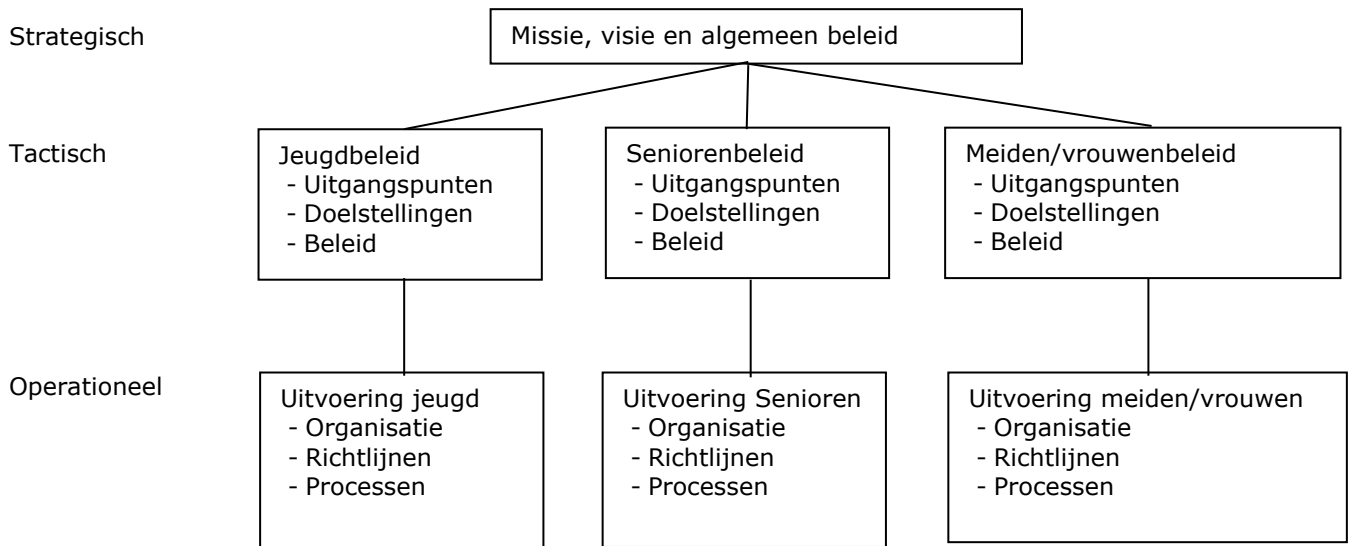 Strategisch
Missie, visie en algemeen beleid
Tactisch
Jeugdbeleid
- Uitgangspunten
- Doelstellingen
- Beleid
Seniorenbeleid
- Uitgangspunten
- Doelstellingen
- Beleid
Meiden/vrouwenbeleid
- Uitgangspunten
- Doelstellingen
- Beleid
Operationeel
Uitvoering jeugd
- Organisatie
- Richtlijnen
- Processen
Uitvoering Senioren
- Organisatie
- Richtlijnen
- Processen
Uitvoering meiden/vrouwen
- Organisatie
- Richtlijnen
- Processen